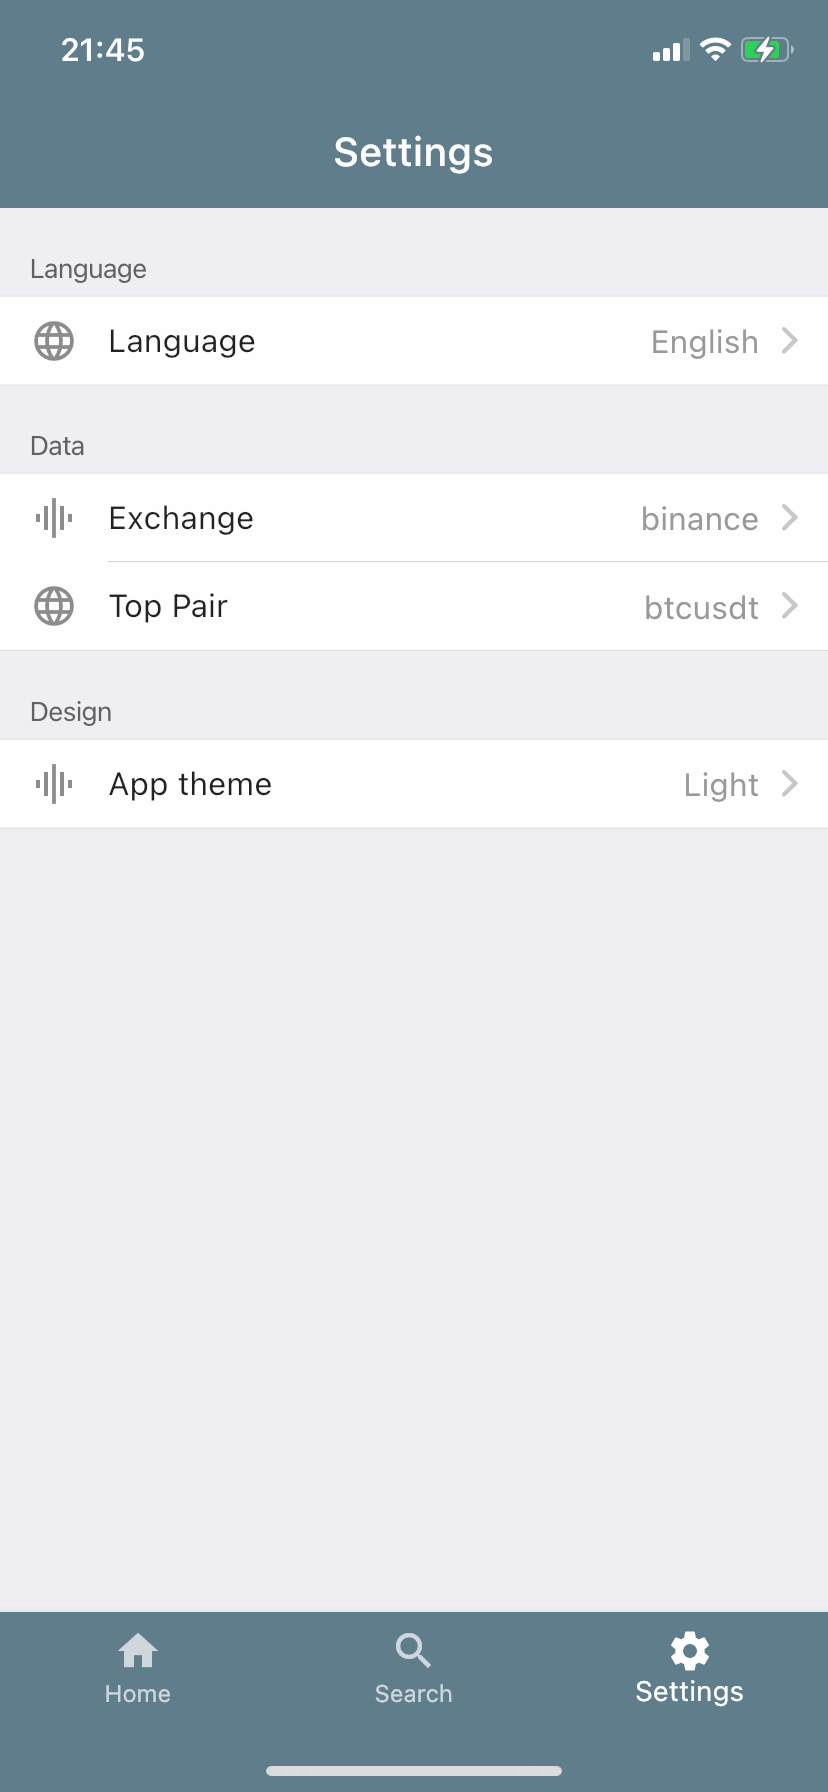 21:45
Settings
Language
Language English
Data
Exchange binance
Top Pair btcusdt
Design
App theme Light
Home Search Settings